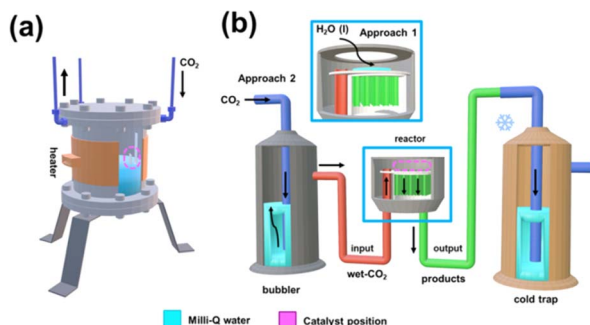 (a)
CO₂
heater
(b)
H₂O (l)
Approach 1
Approach 2
CO₂
reactor
input
output
wet-CO₂
products
bubbler
cold trap
Milli-Q water
Catalyst position